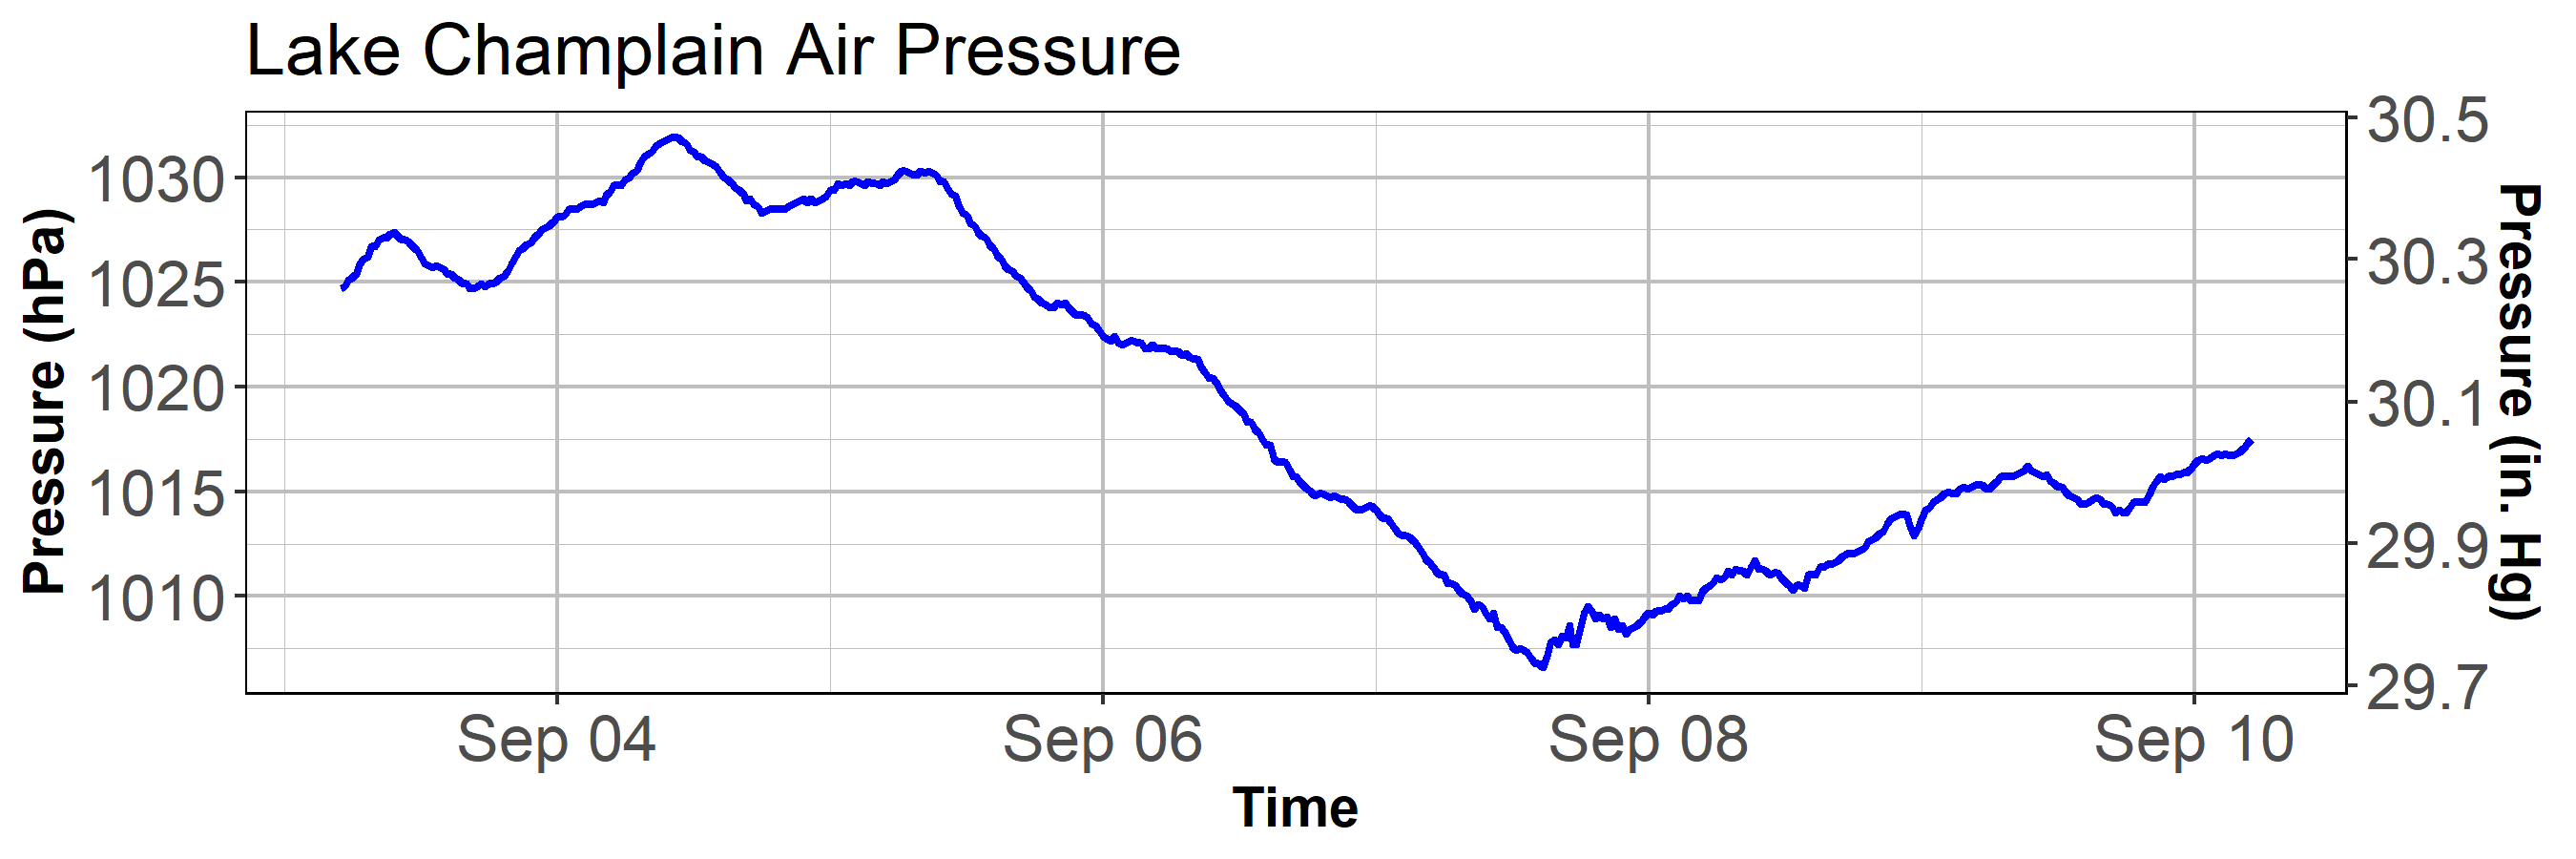 Lake Champlain Air Pressure
Pressure (hPa)
1030
1025
1020
1015
1010
30.5
30.3
30.1
29.9
29.7
Pressure (in. Hg)
Sep 04
Sep 06
Sep 08
Sep 10
Time